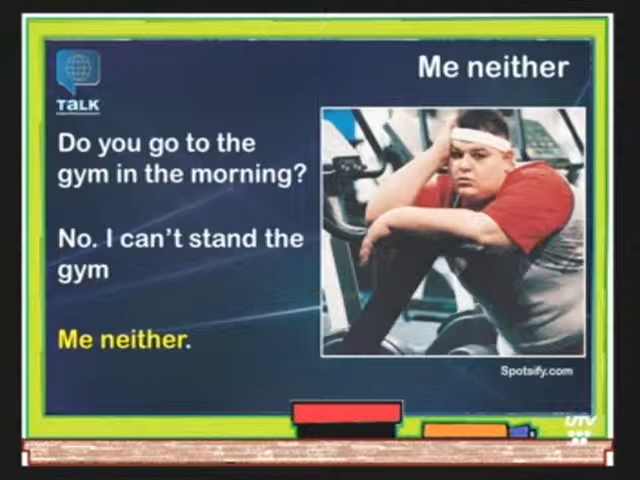 Me neither
TALK
Do you go to the
gym in the morning?
No. I can't stand the
gym
Me neither.
Spotsify.com
UTV